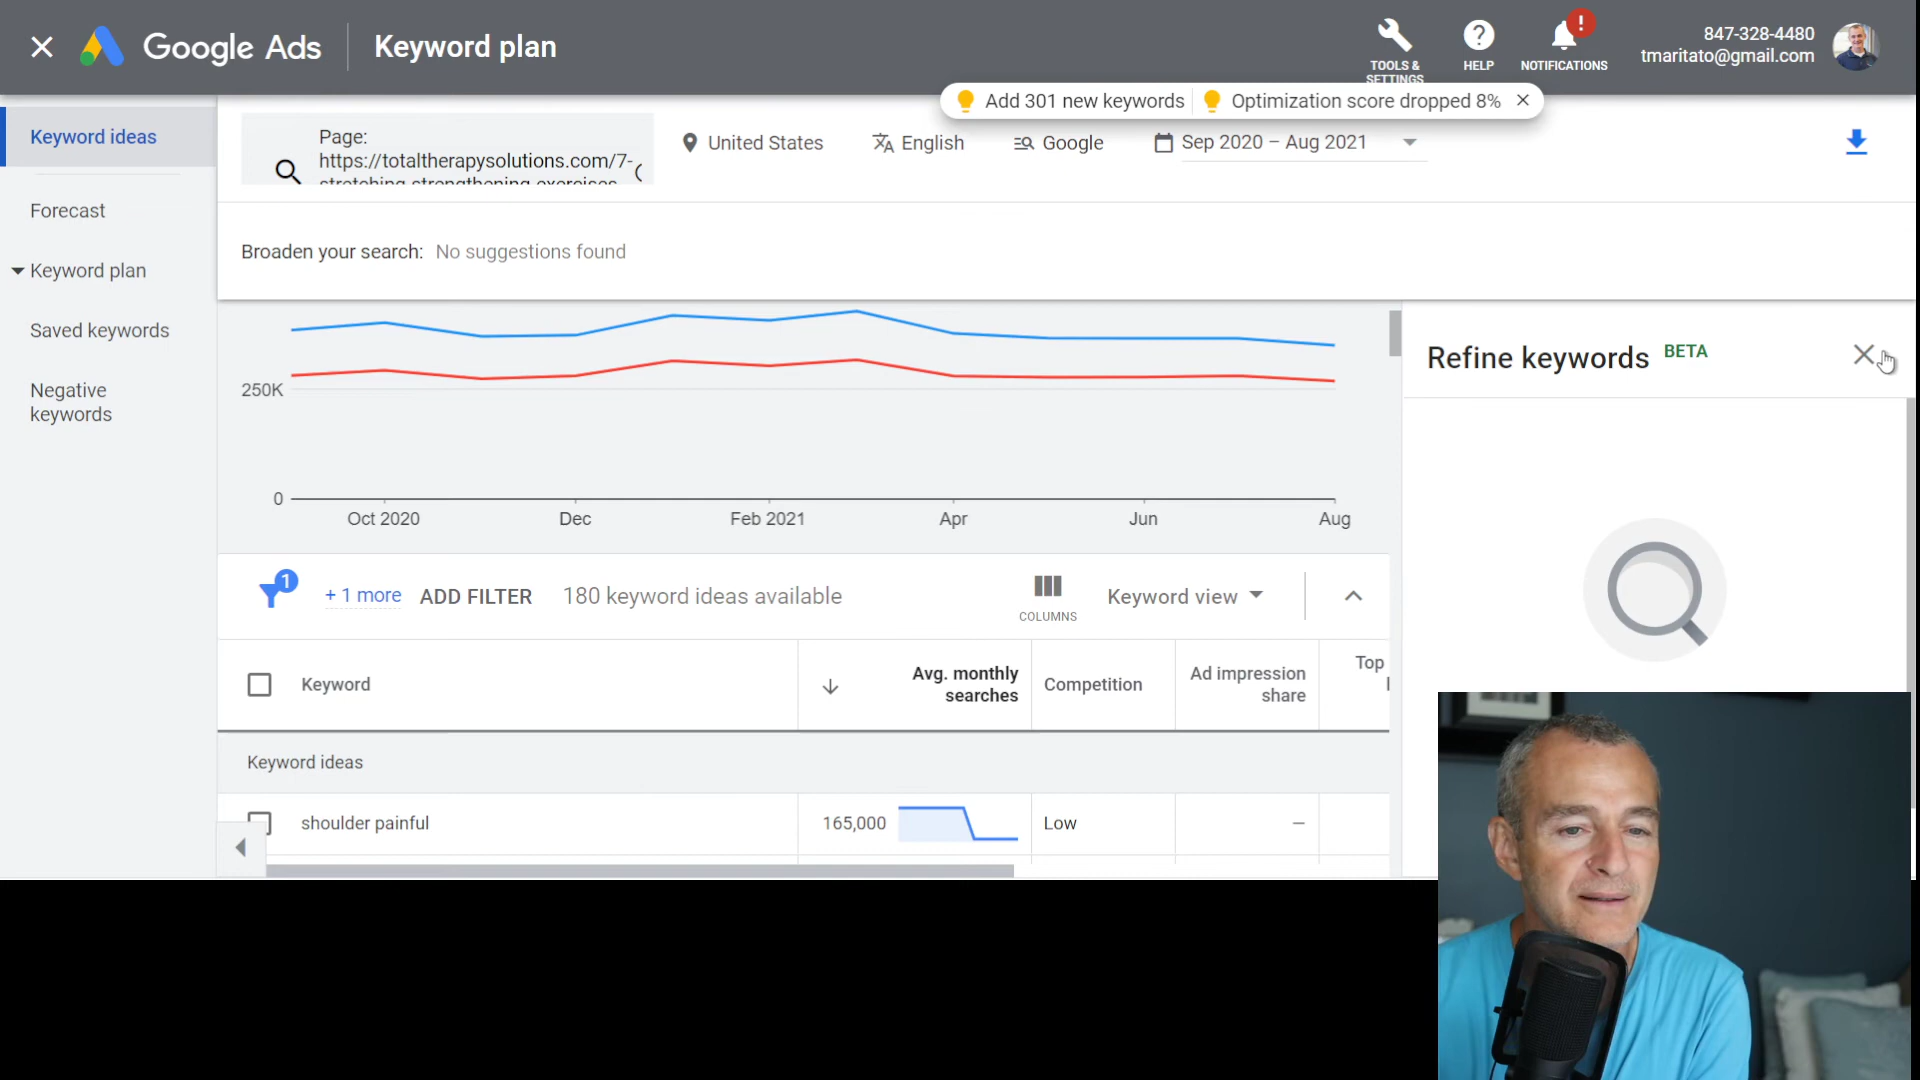 Google Ads
Keyword plan
TOOLS &
SETTINGS
HELP
!
NOTIFICATIONS
847-328-4480
tmaritato@gmail.com
Add 301 new keywords
Optimization score dropped 8%
Keyword ideas
Forecast
Keyword plan
Saved keywords
Negative
keywords
Page:
https://totaltherapysolutions.com/7-
stretching-strengthening-exercises
United States
English
Google
Sep 2020 – Aug 2021
Broaden your search: No suggestions found
250K
0
Oct 2020
Dec
Feb 2021
Apr
Jun
Aug
Refine keywords BETA
1
+ 1 more
ADD FILTER
180 keyword ideas available
COLUMNS
Keyword view
Keyword
Avg. monthly
searches
Competition
Ad impression
share
Top
Keyword ideas
shoulder painful
165,000
Low
–